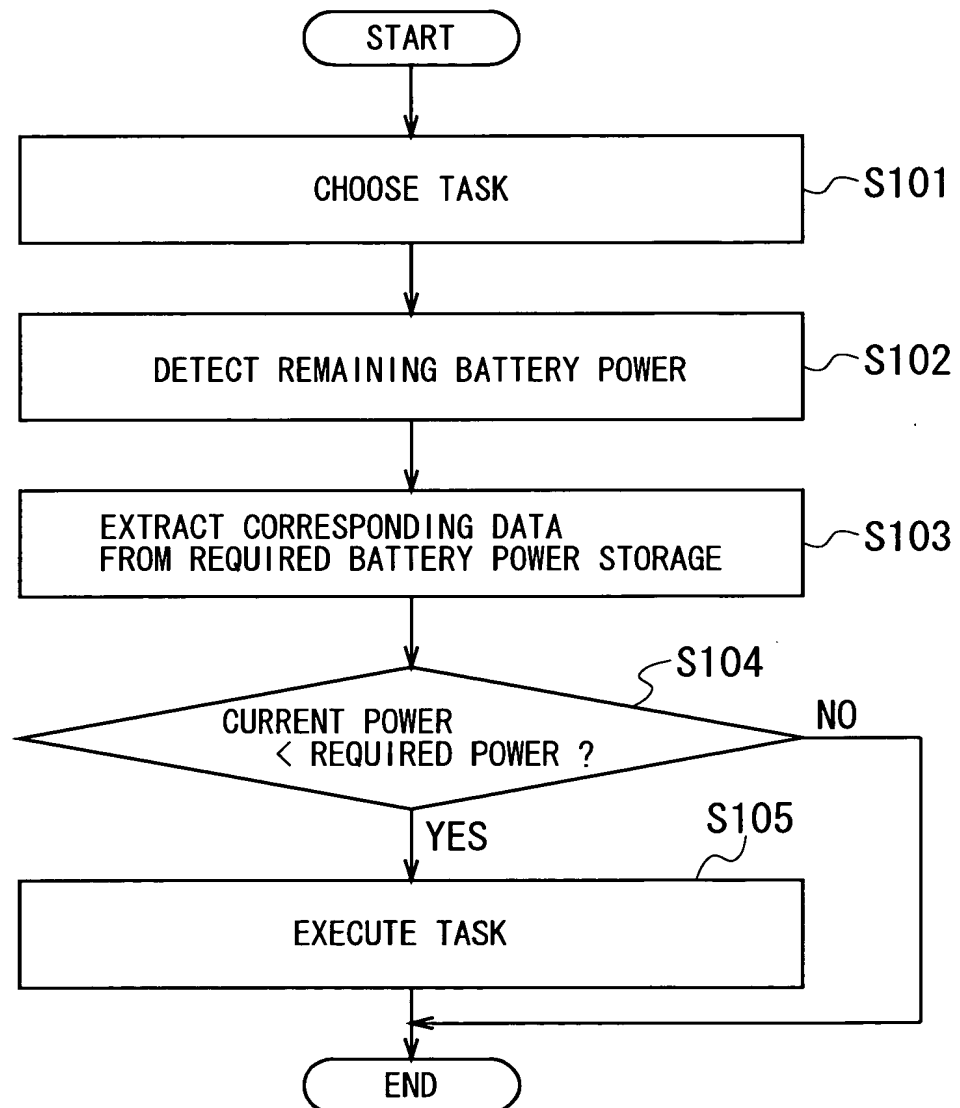 START
CHOOSE TASK
S101
DETECT REMAINING BATTERY POWER
S102
EXTRACT CORRESPONDING DATA
FROM REQUIRED BATTERY POWER STORAGE
S103
S104
CURRENT POWER
< REQUIRED POWER ?
NO
YES
S105
EXECUTE TASK
END